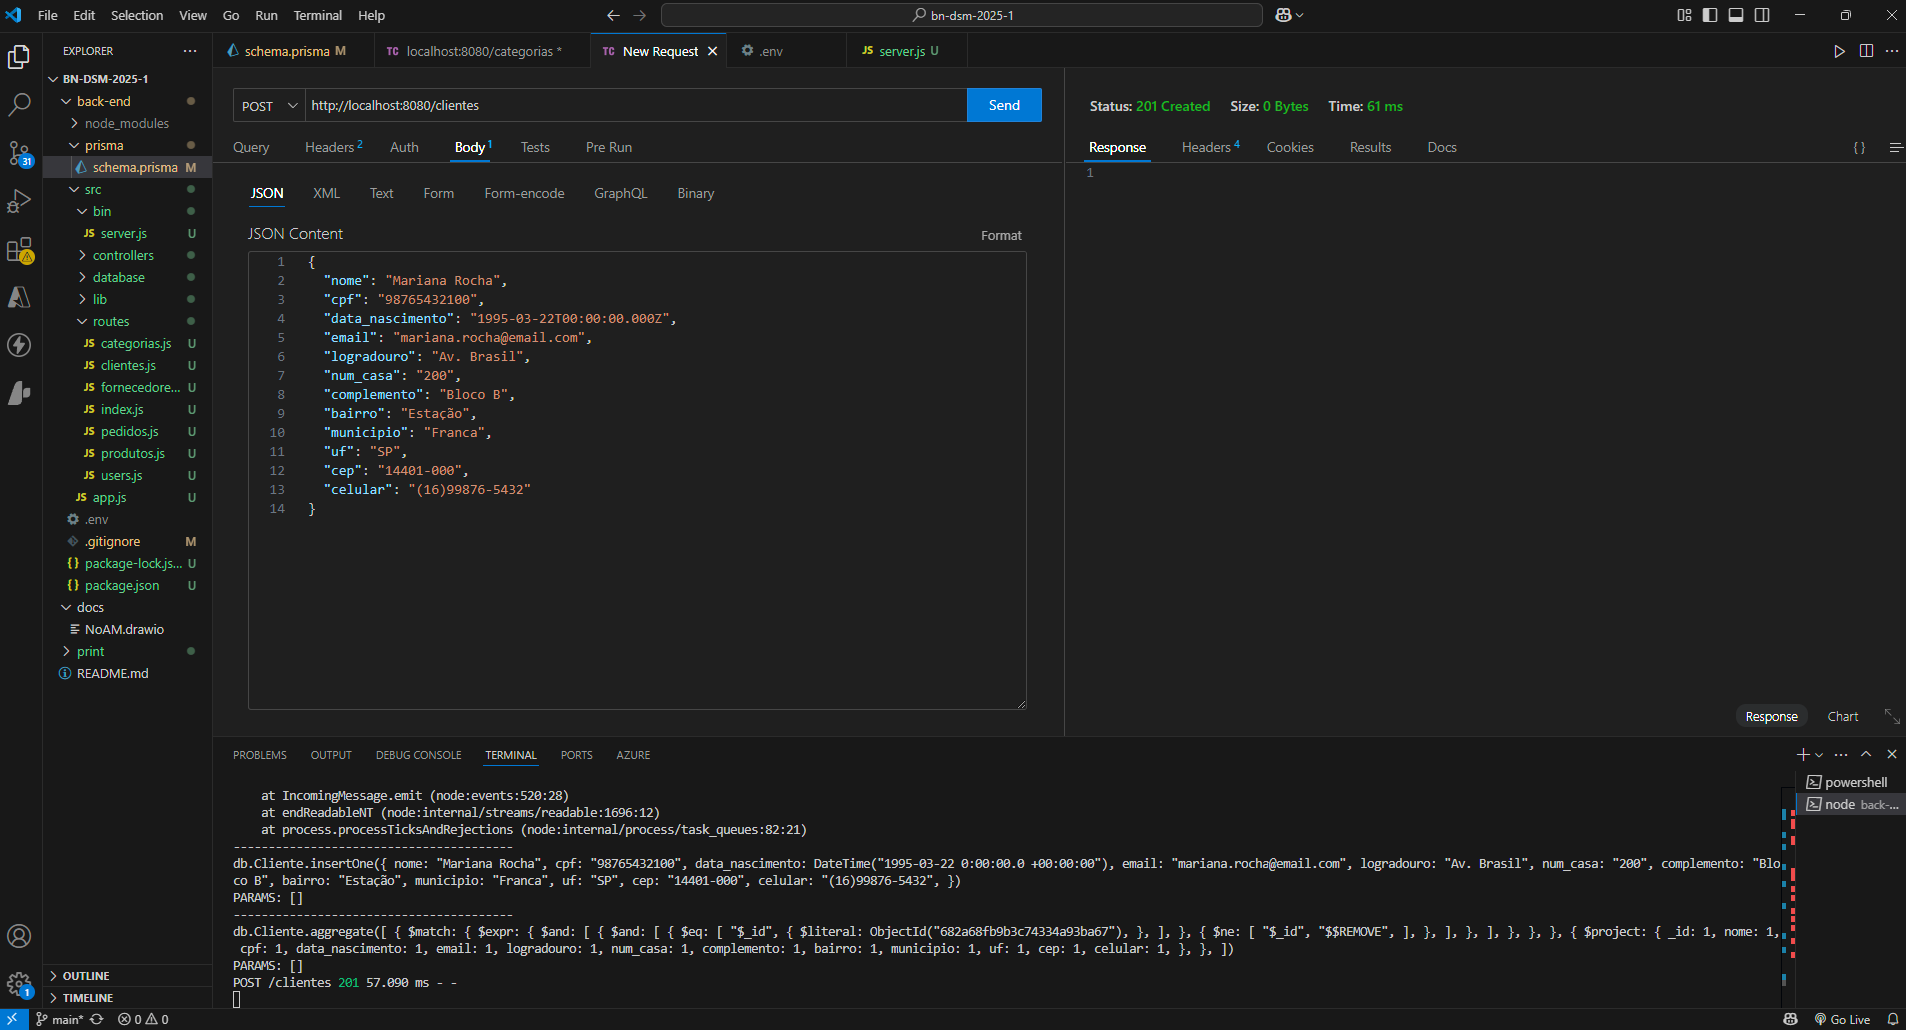 File Edit Selection View Go Run Terminal Help
bn-dsm-2025-1
EXPLORER
schema.prisma M
TC localhost:8080/categorias *
TC New Request
.env
JS server.js U
BN-DSM-2025-1
back-end
node_modules
prisma
schema.prisma M
src
bin
JS server.js U
controllers
database
lib
routes
JS categorias.js U
JS clientes.js U
JS fornecedore... U
JS index.js U
JS pedidos.js U
JS produtos.js U
JS users.js U
JS app.js U
.env
.gitignore M
{} package-lock.js... U
{} package.json U
docs
NoAM.drawio
print
README.md
OUTLINE
TIMELINE
31
1
POST
http://localhost:8080/clientes
Send
Query Headers 2 Auth Body 1 Tests Pre Run
JSON XML Text Form Form-encode GraphQL Binary
JSON Content
Format
1 {
2 "nome": "Mariana Rocha",
3 "cpf": "98765432100",
4 "data_nascimento": "1995-03-22T00:00:00.000Z",
5 "email": "mariana.rocha@email.com",
6 "logradouro": "Av. Brasil",
7 "num_casa": "200",
8 "complemento": "Bloco B",
9 "bairro": "Estação",
10 "municipio": "Franca",
11 "uf": "SP",
12 "cep": "14401-000",
13 "celular": "(16)99876-5432"
14 }
Status: 201 Created Size: 0 Bytes Time: 61 ms
Response Headers 4 Cookies Results Docs { }
1
Response Chart
PROBLEMS OUTPUT DEBUG CONSOLE TERMINAL PORTS AZURE
powershell
node back-...
at IncomingMessage.emit (node:events:520:28)
at endReadableNT (node:internal/streams/readable:1696:12)
at process.processTicksAndRejections (node:internal/process/task_queues:82:21)
----------------------------------------
db.Cliente.insertOne({ nome: "Mariana Rocha", cpf: "98765432100", data_nascimento: DateTime("1995-03-22 0:00:00.0 +00:00:00"), email: "mariana.rocha@email.com", logradouro: "Av. Brasil", num_casa: "200", complemento: "Blo
co B", bairro: "Estação", municipio: "Franca", uf: "SP", cep: "14401-000", celular: "(16)99876-5432", })
PARAMS: []
----------------------------------------
db.Cliente.aggregate([ { $match: { $expr: { $and: [ { $and: [ { $eq: [ "$_id", { $literal: ObjectId("682a68fb9b3c74334a93ba67"), }, ], }, { $ne: [ "$_id", "$$REMOVE", ], }, ], }, ], }, }, }, { $project: { _id: 1, nome: 1,
cpf: 1, data_nascimento: 1, email: 1, logradouro: 1, num_casa: 1, complemento: 1, bairro: 1, municipio: 1, uf: 1, cep: 1, celular: 1, }, }, ])
PARAMS: []
POST /clientes 201 57.090 ms - -
main* 0 0
Go Live